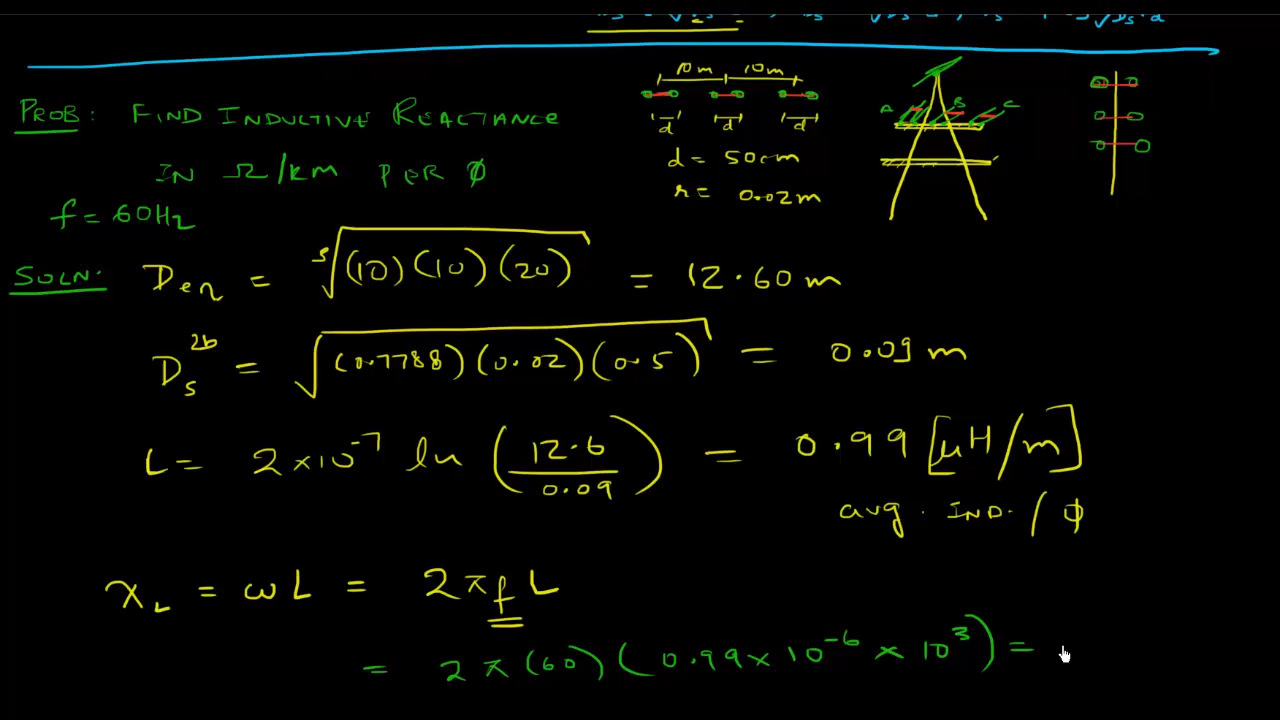 10m 10m
PROB: FIND INDUCTIVE REACTANCE
A B C
d d d
IN Ω/km PER ϕ
d = 50cm
r = 0.02m
f = 60Hz
SOLN: Deq = ∛(10)(10)(20) = 12.60 m
Ds^2b = √(0.7788)(0.02)(0.5) = 0.09 m
L = 2×10^-7 ln (12.6/0.09) = 0.99 [μH/m]
avg. IND. / ϕ
XL = ωL = 2πfL
= 2π(60)(0.99×10^-6 × 10^3) =